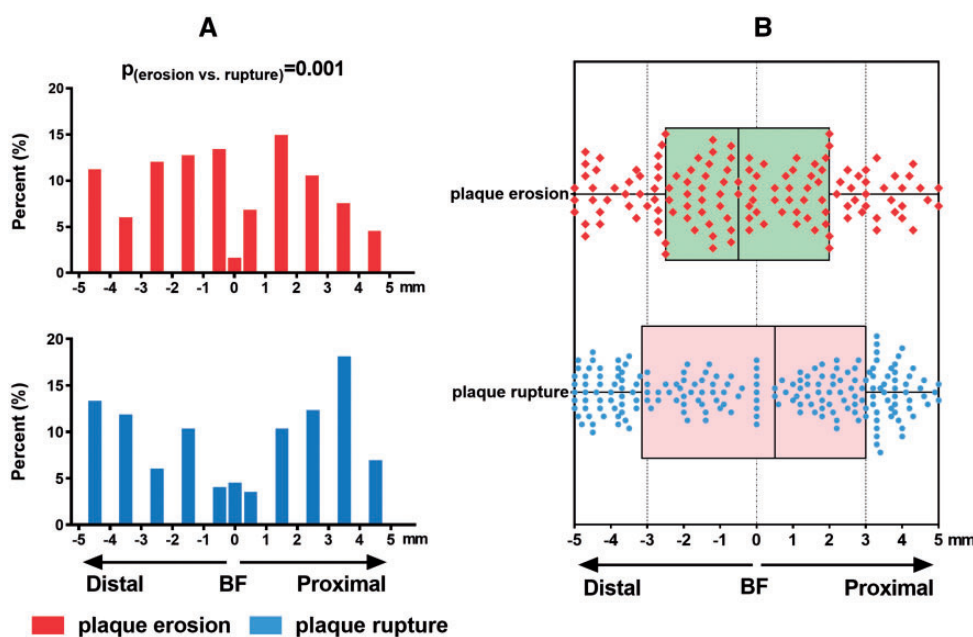 A
p(erosion vs. rupture)=0.001
Percent (%)
20
15
10
5
0
-5 -4 -3 -2 -1 0 1 2 3 4 5 mm
Percent (%)
20
15
10
5
0
-5 -4 -3 -2 -1 0 1 2 3 4 5 mm
Distal BF Proximal
plaque erosion plaque rupture
B
plaque erosion
plaque rupture
-5 -4 -3 -2 -1 0 1 2 3 4 5 mm
Distal BF Proximal